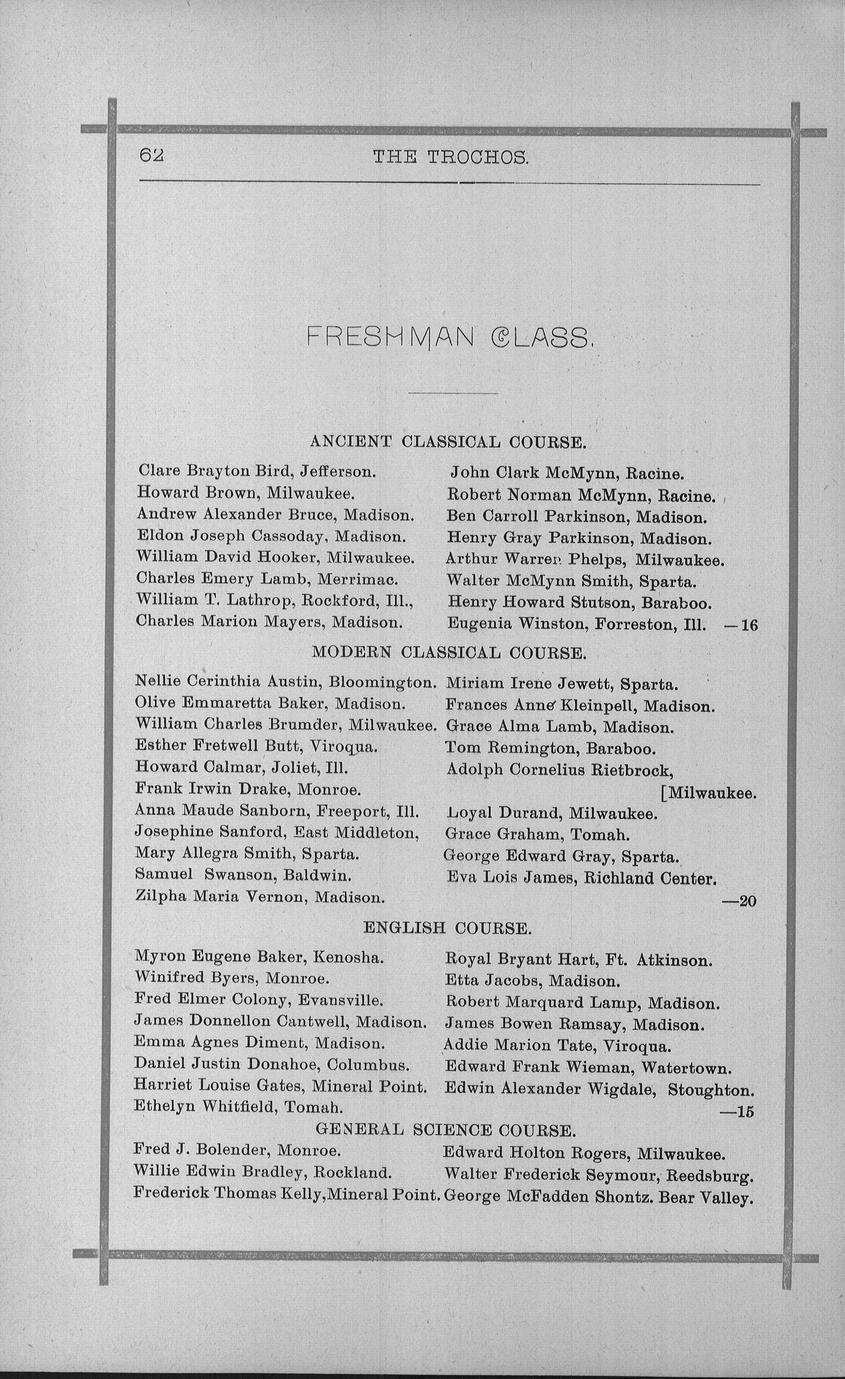 62
THE TROCHOS.
FRESHMAN CLASS.
ANCIENT CLASSICAL COURSE.
Clare Brayton Bird, Jefferson.
Howard Brown, Milwaukee.
Andrew Alexander Bruce, Madison.
Eldon Joseph Cassoday, Madison.
William David Hooker, Milwaukee.
Charles Emery Lamb, Merrimac.
William T. Lathrop, Rockford, Ill.,
Charles Marion Mayers, Madison.
John Clark McMynn, Racine.
Robert Norman McMynn, Racine.
Ben Carroll Parkinson, Madison.
Henry Gray Parkinson, Madison.
Arthur Warren Phelps, Milwaukee.
Walter McMynn Smith, Sparta.
Henry Howard Stutson, Baraboo.
Eugenia Winston, Forreston, Ill. —16
MODERN CLASSICAL COURSE.
Nellie Cerinthia Austin, Bloomington.
Olive Emmaretta Baker, Madison.
William Charles Brumder, Milwaukee.
Esther Fretwell Butt, Viroqua.
Howard Calmar, Joliet, Ill.
Frank Irwin Drake, Monroe.
Anna Maude Sanborn, Freeport, Ill.
Josephine Sanford, East Middleton,
Mary Allegra Smith, Sparta.
Samuel Swanson, Baldwin.
Zilpha Maria Vernon, Madison.
Miriam Irene Jewett, Sparta.
Frances Anne Kleinpell, Madison.
Grace Alma Lamb, Madison.
Tom Remington, Baraboo.
Adolph Cornelius Rietbrock,
[Milwaukee.
Loyal Durand, Milwaukee.
Grace Graham, Tomah.
George Edward Gray, Sparta.
Eva Lois James, Richland Center.
—20
ENGLISH COURSE.
Myron Eugene Baker, Kenosha.
Winifred Byers, Monroe.
Fred Elmer Colony, Evansville.
James Donnellon Cantwell, Madison.
Emma Agnes Diment, Madison.
Daniel Justin Donahoe, Columbus.
Harriet Louise Gates, Mineral Point.
Ethelyn Whitfield, Tomah.
Royal Bryant Hart, Ft. Atkinson.
Etta Jacobs, Madison.
Robert Marquard Lamp, Madison.
James Bowen Ramsay, Madison.
Addie Marion Tate, Viroqua.
Edward Frank Wieman, Watertown.
Edwin Alexander Wigdale, Stoughton.
—15
GENERAL SCIENCE COURSE.
Fred J. Bolender, Monroe.
Willie Edwin Bradley, Rockland.
Frederick Thomas Kelly,Mineral Point.
Edward Holton Rogers, Milwaukee.
Walter Frederick Seymour, Reedsburg.
George McFadden Shontz. Bear Valley.